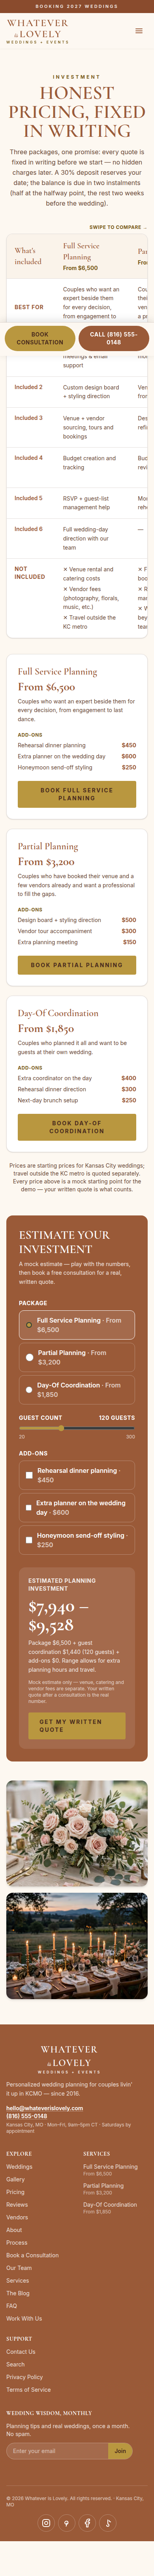 BOOKING 2027 WEDDINGS
WHATEVER
is LOVELY
WEDDINGS • EVENTS
INVESTMENT
HONEST
PRICING, FIXED
IN WRITING
Three packages, one promise: every price is
fixed in writing before we start — no hidden
charges later. A 30% deposit reserves your
date; the balance is due in two instalments
(half at the halfway point, the rest two weeks
before the wedding).
SWIPE TO COMPARE →
What's
included
Full Service
Planning
From $6,500
BEST FOR
Couples who want an
expert beside them
for every decision,
from engagement to
BOOK
CONSULTATION
CALL (816) 555-
0148
meetings & email
support
Included 2
Custom design board
+ styling direction
Included 3
Venue + vendor
sourcing, tours and
bookings
Included 4
Budget creation and
tracking
Included 5
RSVP + guest-list
management help
Included 6
Full wedding-day
direction with our
team
—
NOT
INCLUDED
✕ Venue rental and
catering costs
✕ Vendor fees
(photography, florals,
music, etc.)
✕ Travel outside the
KC metro
Full Service Planning
From $6,500
Couples who want an expert beside them for every
decision, from engagement to last
dance.
ADD-ONS
Rehearsal dinner planning $450
Extra planner on the wedding day $600
Honeymoon send-off styling $250
BOOK FULL SERVICE
PLANNING
Partial Planning
From $3,200
Couples who have booked their venue and a
few vendors already and want a professional
to fill the gaps.
ADD-ONS
Design board + styling direction $500
Vendor tour accompaniment $300
Extra planning meeting $150
BOOK PARTIAL PLANNING
Day-Of Coordination
From $1,850
Couples who planned it all and want to be
guests at their own wedding.
ADD-ONS
Extra coordinator on the day $400
Rehearsal dinner direction $300
Next-day brunch setup $250
BOOK DAY-OF
COORDINATION
Prices are starting prices for Kansas City weddings;
travel outside the KC metro is quoted separately.
Every price above is a mock starting point for the
demo — your written quote is what counts.
ESTIMATE YOUR
INVESTMENT
A mock estimate — play with the numbers,
then book a free consultation for a real,
written quote.
PACKAGE
Full Service Planning · From
$6,500
Partial Planning · From
$3,200
Day-Of Coordination · From
$1,850
GUEST COUNT 120 GUESTS
20 300
ADD-ONS
Rehearsal dinner planning ·
$450
Extra planner on the wedding
day · $600
Honeymoon send-off styling ·
$250
ESTIMATED PLANNING
INVESTMENT
$7,940 –
$9,528
Package $6,500 + guest
coordination $1,440 (120 guests) +
add-ons $0. Range allows for extra
planning hours and travel.
Mock estimate only — venue, catering and
vendor fees are separate. Your written
quote after a consultation is the real
number.
GET MY WRITTEN
QUOTE
WHATEVER
is LOVELY
WEDDINGS • EVENTS
Personalized wedding planning for couples livin'
it up in KCMO — since 2016.
hello@whateverislovely.com
(816) 555-0148
Kansas City, MO · Mon–Fri, 9am–5pm CT · Saturdays by
appointment
EXPLORE
Weddings
Gallery
Pricing
Reviews
Vendors
About
Process
Book a Consultation
Our Team
Services
The Blog
FAQ
Work With Us
SERVICES
Full Service Planning
From $6,500
Partial Planning
From $3,200
Day-Of Coordination
From $1,850
SUPPORT
Contact Us
Search
Privacy Policy
Terms of Service
WEDDING WISDOM, MONTHLY
Planning tips and real weddings, once a month.
No spam.
Enter your email
Join
© 2026 Whatever Is Lovely. All rights reserved. · Kansas City,
MO